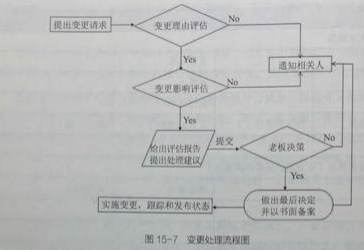 提出变更请求
变更理由评估
No
Yes
通知相关人
变更影响评估
No
Yes
给出评估报告
提出处理建议
提交
老板决策
No
Yes
实施变更，跟踪和发布状态
做出最后决定
并以书面备案
图 15-7 变更处理流程图